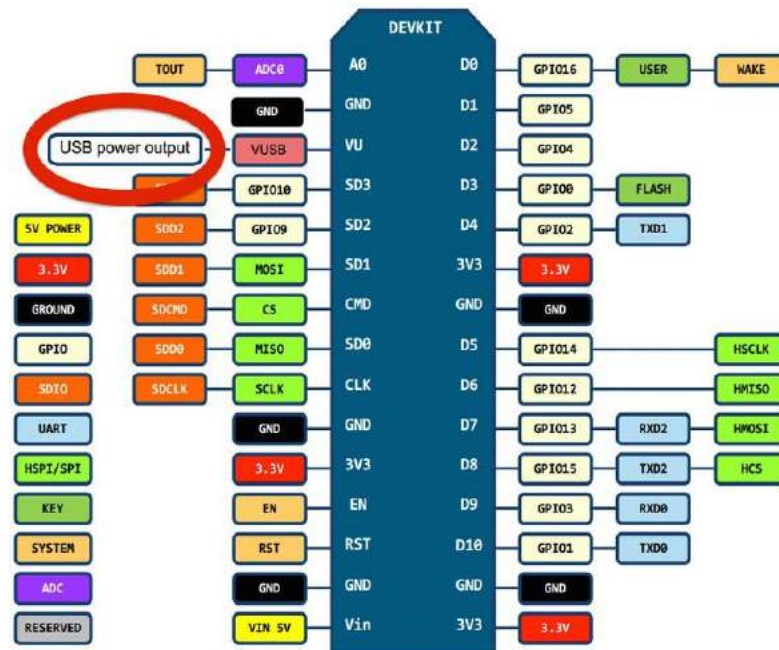 DEVKIT
TOUT ADC0 A0 D0 GPIO16 USER WAKE
GND GND D1 GPIO5
USB power output VUSB VU D2 GPIO4
GPIO10 SD3 D3 GPIO0 FLASH
5V POWER SDD2 GPIO9 SD2 D4 GPIO2 TXD1
3.3V SDD1 MOSI SD1 3V3 3.3V
GROUND SDCMD CS CMD GND GND
GPIO SDD0 MISO SD0 D5 GPIO14 HSCLK
SDIO SDCLK SCLK CLK D6 GPIO12 HMISO
UART GND GND D7 GPIO13 RXD2 HMOSI
HSPI/SPI 3.3V 3V3 D8 GPIO15 TXD2 HCS
KEY EN EN D9 GPIO3 RXD0
SYSTEM RST RST D10 GPIO1 TXD0
ADC GND GND GND GND
RESERVED VIN 5V Vin 3V3 3.3V